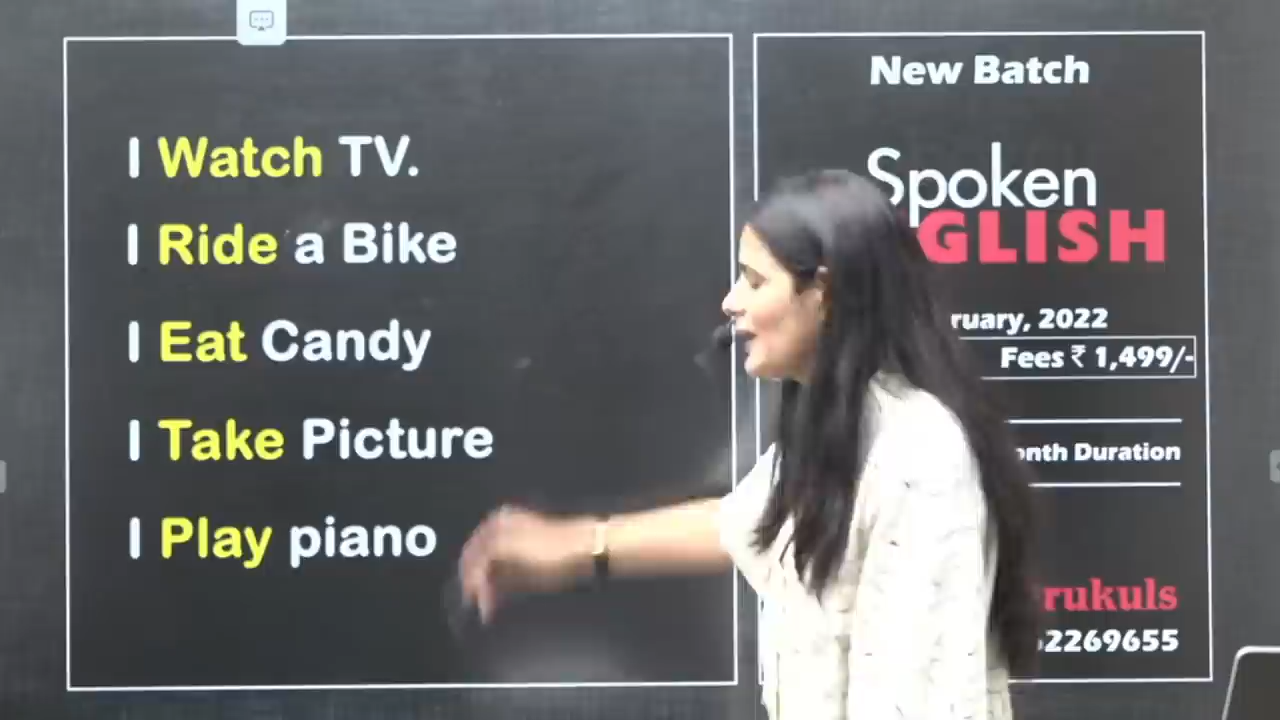 I Watch TV.
I Ride a Bike
I Eat Candy
I Take Picture
I Play piano
New Batch
Spoken
GLISH
ruary, 2022
Fees ₹ 1,499/-
onth Duration
rukuls
2269655